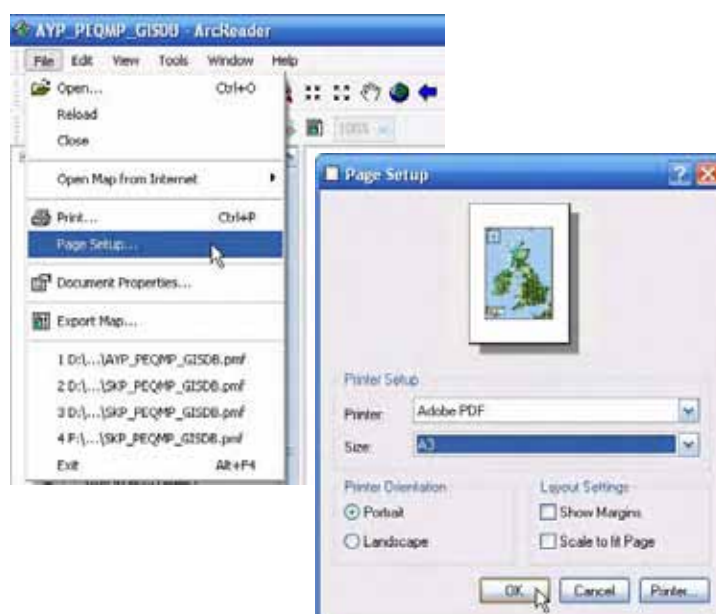 AYP_PEQMP_GISDB - ArcReader
File Edit View Tools Window Help
Open... Ctrl+O
Reload
Close
100%
Open Map from Internet
Print... Ctrl+P
Page Setup...
Document Properties...
Export Map...
1 D:\...\AYP_PEQMP_GISDB.pmf
2 D:\...\SKP_PEQMP_GISDB.pmf
3 D:\...\SKP_PEQMP_GISDB.pmf
4 F:\...\SKP_PEQMP_GISDB.pmf
Exit Alt+F4
Page Setup
Printer Setup
Printer: Adobe PDF
Size: A3
Printer Orientation
Portrait
Landscape
Layout Settings
Show Margins
Scale to fit Page
OK Cancel Printer...